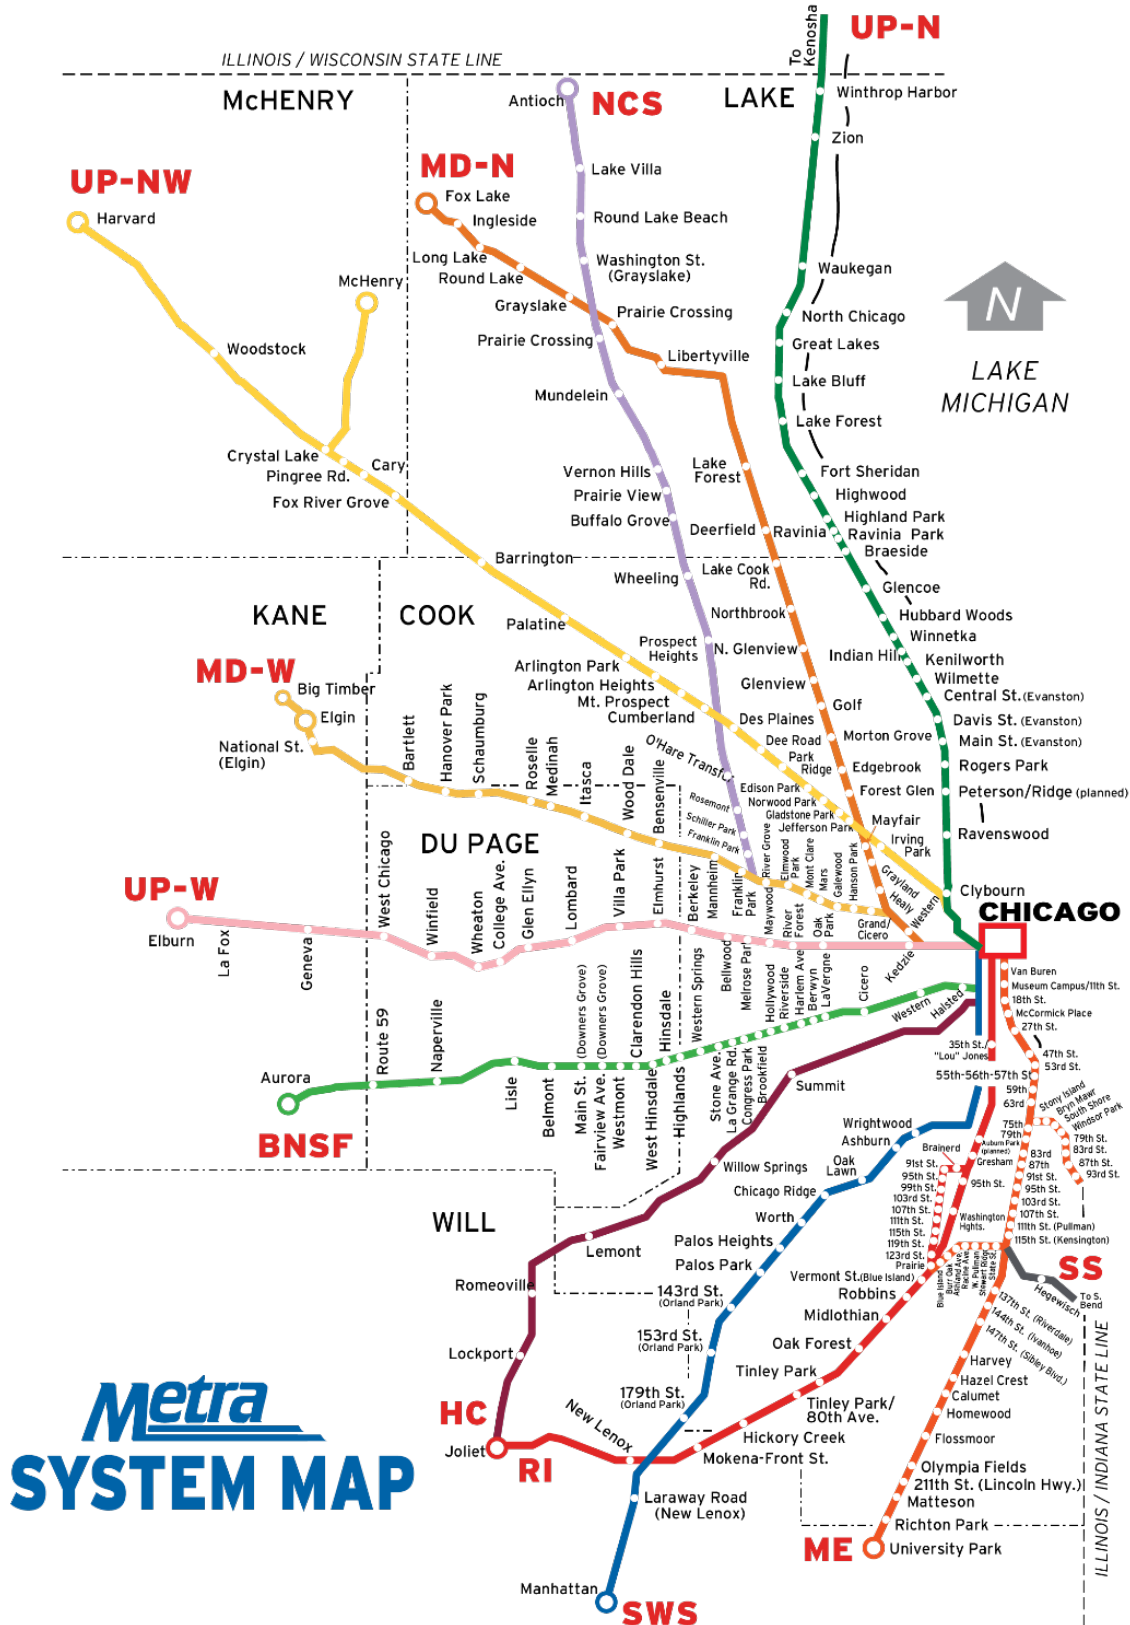 UP-N
To Kenosha
ILLINOIS / WISCONSIN STATE LINE
McHENRY
LAKE
Antioch
NCS
Winthrop Harbor
Zion
MD-N
Lake Villa
UP-NW
Fox Lake
Harvard
Ingleside
Round Lake Beach
Long Lake
Washington St.
(Grayslake)
Waukegan
Round Lake
McHenry
Grayslake
Prairie Crossing
North Chicago
N
Prairie Crossing
Great Lakes
Woodstock
Libertyville
LAKE
MICHIGAN
Lake Bluff
Mundelein
Lake Forest
Crystal Lake
Cary
Pingree Rd.
Fox River Grove
Vernon Hills
Lake
Forest
Fort Sheridan
Prairie View
Highwood
Buffalo Grove
Highland Park
Deerfield
Ravinia
Ravinia Park
Braeside
Barrington
Wheeling
Lake Cook
Rd.
Glencoe
KANE
COOK
Northbrook
Hubbard Woods
Palatine
Winnetka
Prospect
Heights
N. Glenview
Indian Hill
Kenilworth
MD-W
Arlington Park
Wilmette
Big Timber
Arlington Heights
Glenview
Central St. (Evanston)
Mt. Prospect
Golf
Elgin
Cumberland
Des Plaines
Davis St. (Evanston)
National St.
(Elgin)
Bartlett
Hanover Park
Schaumburg
Roselle
Medinah
Itasca
Wood Dale
Bensenville
O'Hare Transfer
Dee Road
Morton Grove
Main St. (Evanston)
Park
Ridge
Edgebrook
Rogers Park
Edison Park
Forest Glen
Peterson/Ridge (planned)
Norwood Park
Rosemont
Gladstone Park
Schiller Park
Jefferson Park
Mayfair
Franklin Park
Irving
Park
Ravenswood
DU PAGE
UP-W
Elburn
La Fox
Geneva
West Chicago
Winfield
Wheaton
College Ave.
Glen Ellyn
Lombard
Villa Park
Elmhurst
Berkeley
Mannheim
Franklin
Park
River Grove
Elmwood
Park
Mont Clare
Mars
Galewood
Hanson Park
Grayland
Healy
Western
Clybourn
Bellwood
Melrose Park
Maywood
River
Forest
Oak
Park
Grand/
Cicero
Kedzie
CHICAGO
Aurora
BNSF
Route 59
Naperville
Lisle
Belmont
Main St. (Downers Grove)
Fairview Ave. (Downers Grove)
Westmont
Clarendon Hills
West Hinsdale
Hinsdale
Highlands
Western Springs
Stone Ave.
La Grange Rd.
Congress Park
Brookfield
Hollywood
Riverside
Harlem Ave
Berwyn
LaVergne
Cicero
Western
Halsted
Van Buren
Museum Campus/11th St.
18th St.
McCormick Place
27th St.
35th St./
"Lou" Jones
47th St.
53rd St.
55th-56th-57th St
59th
63rd
Stony Island
Bryn Mawr
South Shore
Windsor Park
Summit
Wrightwood
Ashburn
75th
79th
79th St.
83rd St.
87th St.
93rd St.
Auburn Park
(planned)
Brainerd
Gresham
83rd
87th
91st St.
95th St.
103rd St.
107th St.
111th St. (Pullman)
115th St. (Kensington)
91st St.
95th St.
99th St.
103rd St.
107th St.
111th St.
115th St.
119th St.
123rd St.
Prairie
95th St.
Washington
Hghts.
Willow Springs
Oak
Lawn
Chicago Ridge
WILL
Worth
Lemont
Palos Heights
Palos Park
Vermont St. (Blue Island)
Blue Island
Burr Oak
Ashland Ave.
Racine Ave.
W. Pullman
Stewart Ridge
State St.
SS
Hegewisch
To S.
Bend
Romeoville
143rd St.
(Orland Park)
Robbins
Midlothian
137th St. (Riverdale)
144th St. (Ivanhoe)
147th St. (Sibley Blvd.)
153rd St.
(Orland Park)
Oak Forest
Lockport
Harvey
Tinley Park
Hazel Crest
Metra
SYSTEM MAP
179th St.
(Orland Park)
Calumet
HC
New Lenox
Tinley Park/
80th Ave.
Homewood
Joliet
Hickory Creek
Flossmoor
RI
Mokena-Front St.
Olympia Fields
211th St. (Lincoln Hwy.)
Laraway Road
(New Lenox)
Matteson
Richton Park
ME
University Park
Manhattan
SWS
ILLINOIS / INDIANA STATE LINE